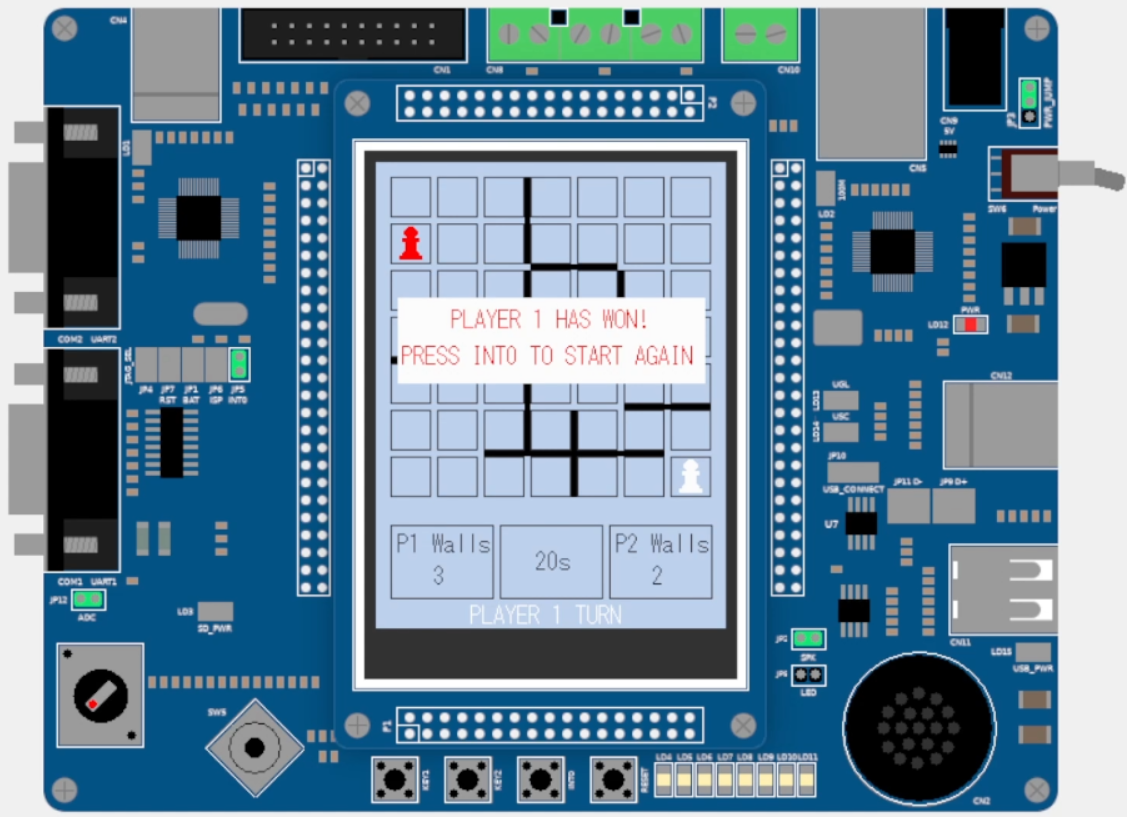 CN4
CN1
CN8
CN10
P2
JP3
PWR_JUMP
CN9
5V
LD1
CN5
100M
LD2
SW6
Power
PLAYER 1 HAS WON!
PRESS INT0 TO START AGAIN
PWR
LD12
COM2 UART2
JTAG_SEL
JP4
JP7
RST
JP1
BAT
JP6
ISP
JP5
INT0
CN12
UGL
LD13
USC
LD14
JP10
USB_CONNECT
JP11 D-
JP9 D+
U7
P1 Walls
3
20s
P2 Walls
2
PLAYER 1 TURN
COM1 UART1
JP12
ADC
LD3
SD_PWR
JP2
SPK
LED
CN11
LD15
USB_PWR
SW5
P1
KEY1
KEY2
INT0
RESET
LD4 LD5 LD6 LD7 LD8 LD9 LD10 LD11
CN2